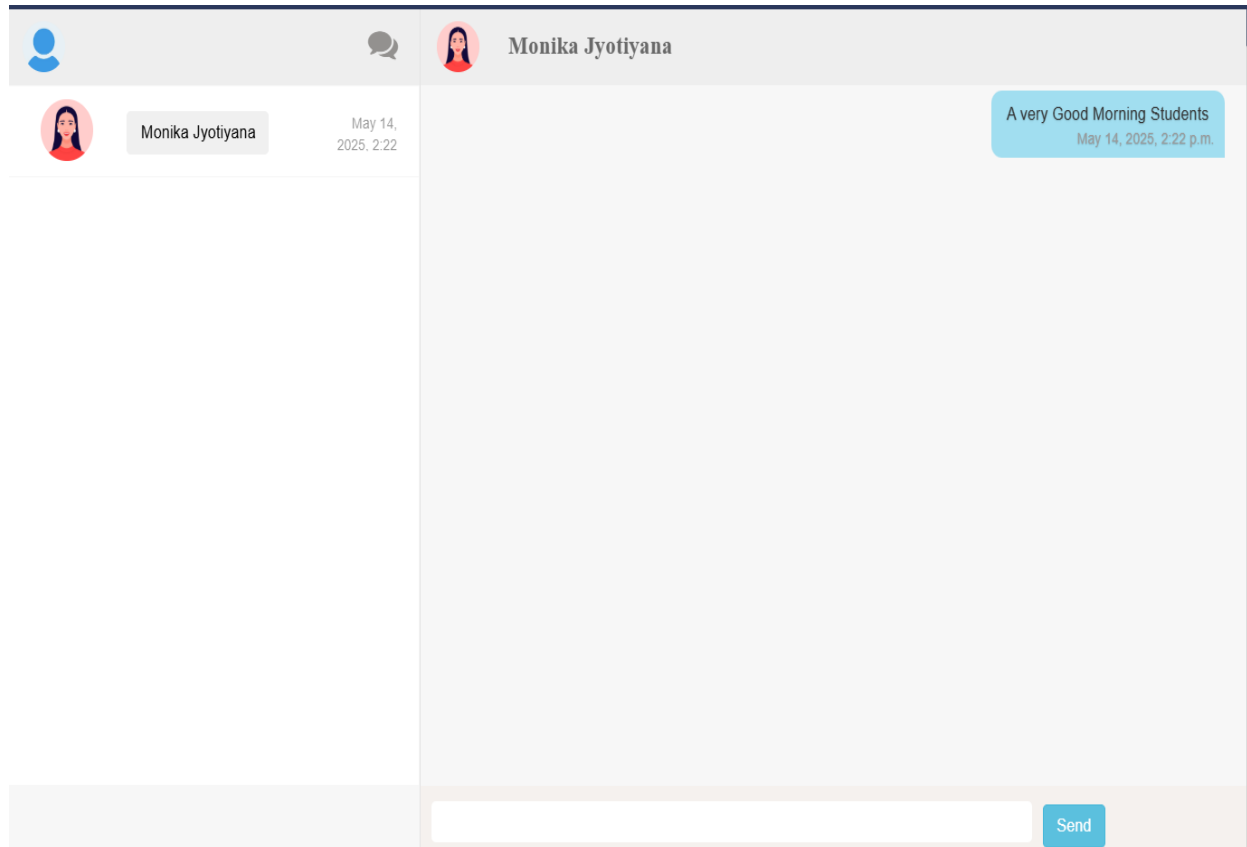 Monika Jyotiyana
Monika Jyotiyana
May 14,
2025, 2:22
A very Good Morning Students
May 14, 2025, 2:22 p.m.
Send